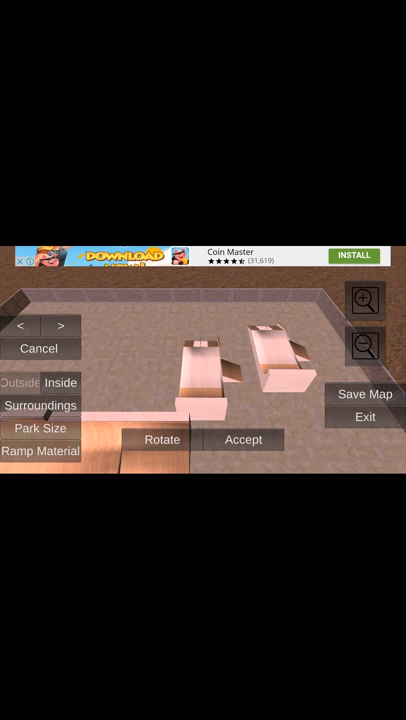 Coin Master
DOWNLOAD
INSTALL
(31,619)
< >
Cancel
Outside Inside
Surroundings
Save Map
Exit
Park Size
Rotate Accept
Ramp Material